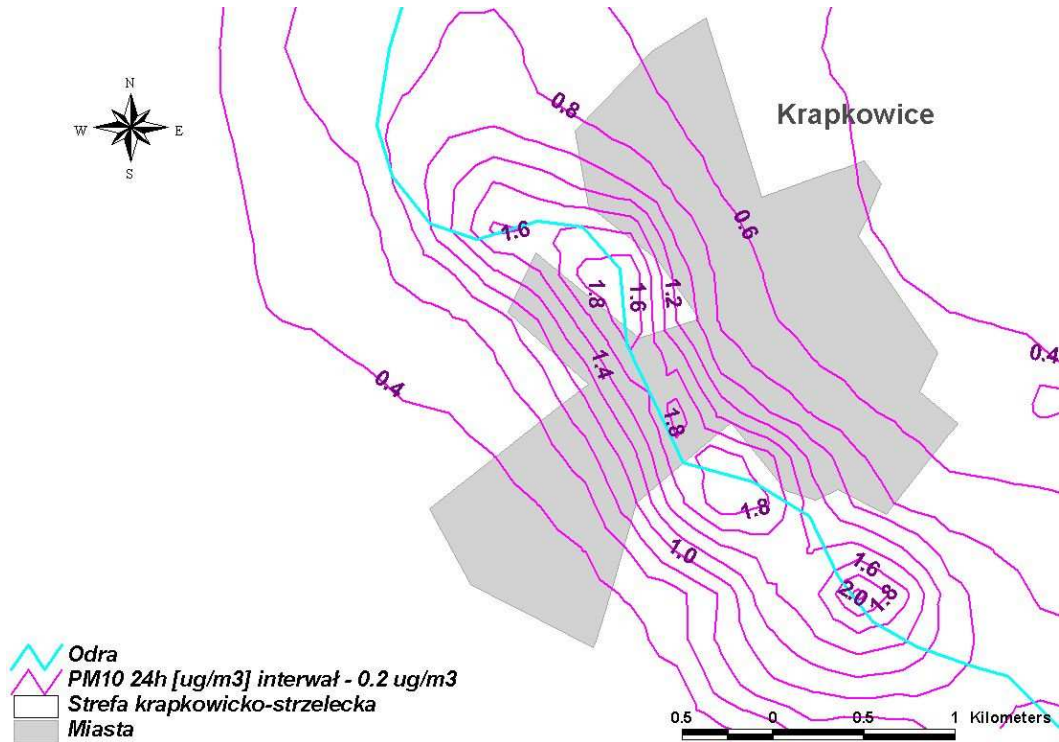 N
W E
S
Krapkowice
0.8
0.6
1.6
1.8
1.6
1.2
1.4
0.4
0.4
1.8
1.8
1.0
1.6
2.0
1.8
Odra
PM10 24h [ug/m3] interwał - 0.2 ug/m3
Strefa krapkowicko-strzelecka
Miasta
0.5 0 0.5 1 Kilometers